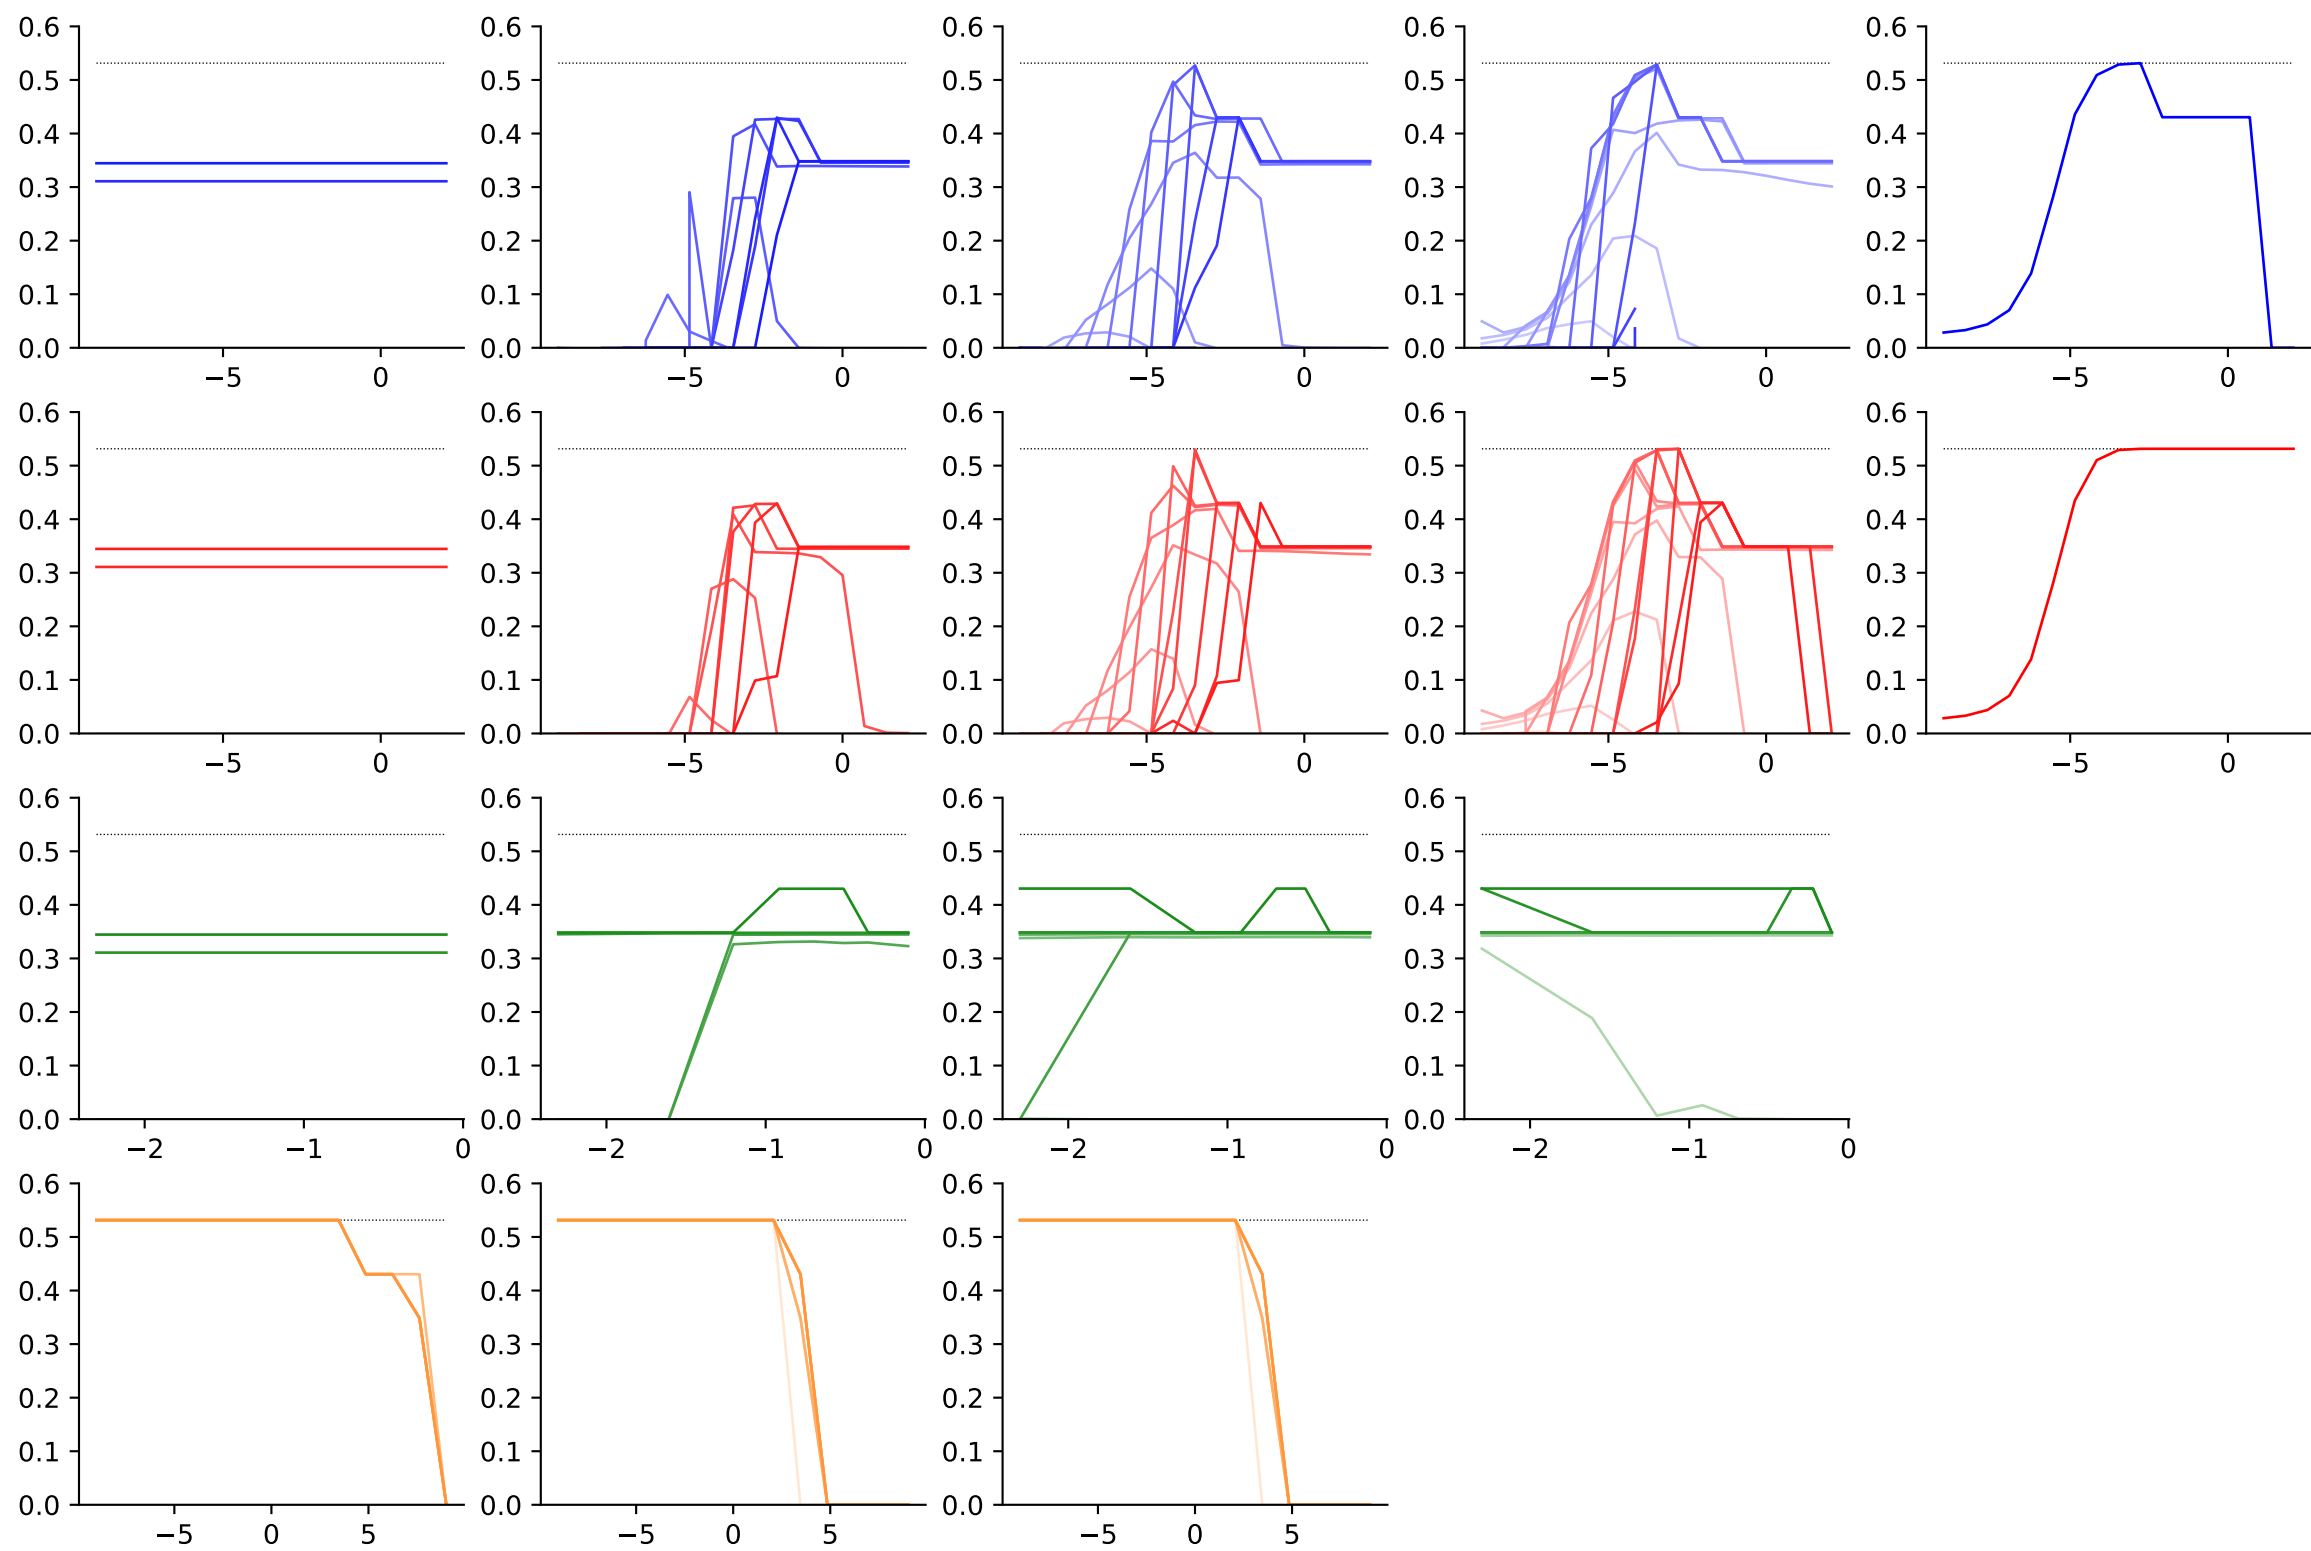 0.6 0.6 0.6 0.6 0.6
0.5 0.5 0.5 0.5 0.5
0.4 0.4 0.4 0.4 0.4
0.3 0.3 0.3 0.3 0.3
0.2 0.2 0.2 0.2 0.2
0.1 0.1 0.1 0.1 0.1
0.0 0.0 0.0 0.0 0.0
−5 0 −5 0 −5 0 −5 0 −5 0
0.6 0.6 0.6 0.6 0.6
0.5 0.5 0.5 0.5 0.5
0.4 0.4 0.4 0.4 0.4
0.3 0.3 0.3 0.3 0.3
0.2 0.2 0.2 0.2 0.2
0.1 0.1 0.1 0.1 0.1
0.0 0.0 0.0 0.0 0.0
−5 0 −5 0 −5 0 −5 0 −5 0
0.6 0.6 0.6 0.6
0.5 0.5 0.5 0.5
0.4 0.4 0.4 0.4
0.3 0.3 0.3 0.3
0.2 0.2 0.2 0.2
0.1 0.1 0.1 0.1
0.0 0.0 0.0 0.0
−2 −1 0 −2 −1 0 −2 −1 0 −2 −1 0
0.6 0.6 0.6
0.5 0.5 0.5
0.4 0.4 0.4
0.3 0.3 0.3
0.2 0.2 0.2
0.1 0.1 0.1
0.0 0.0 0.0
−5 0 5 −5 0 5 −5 0 5